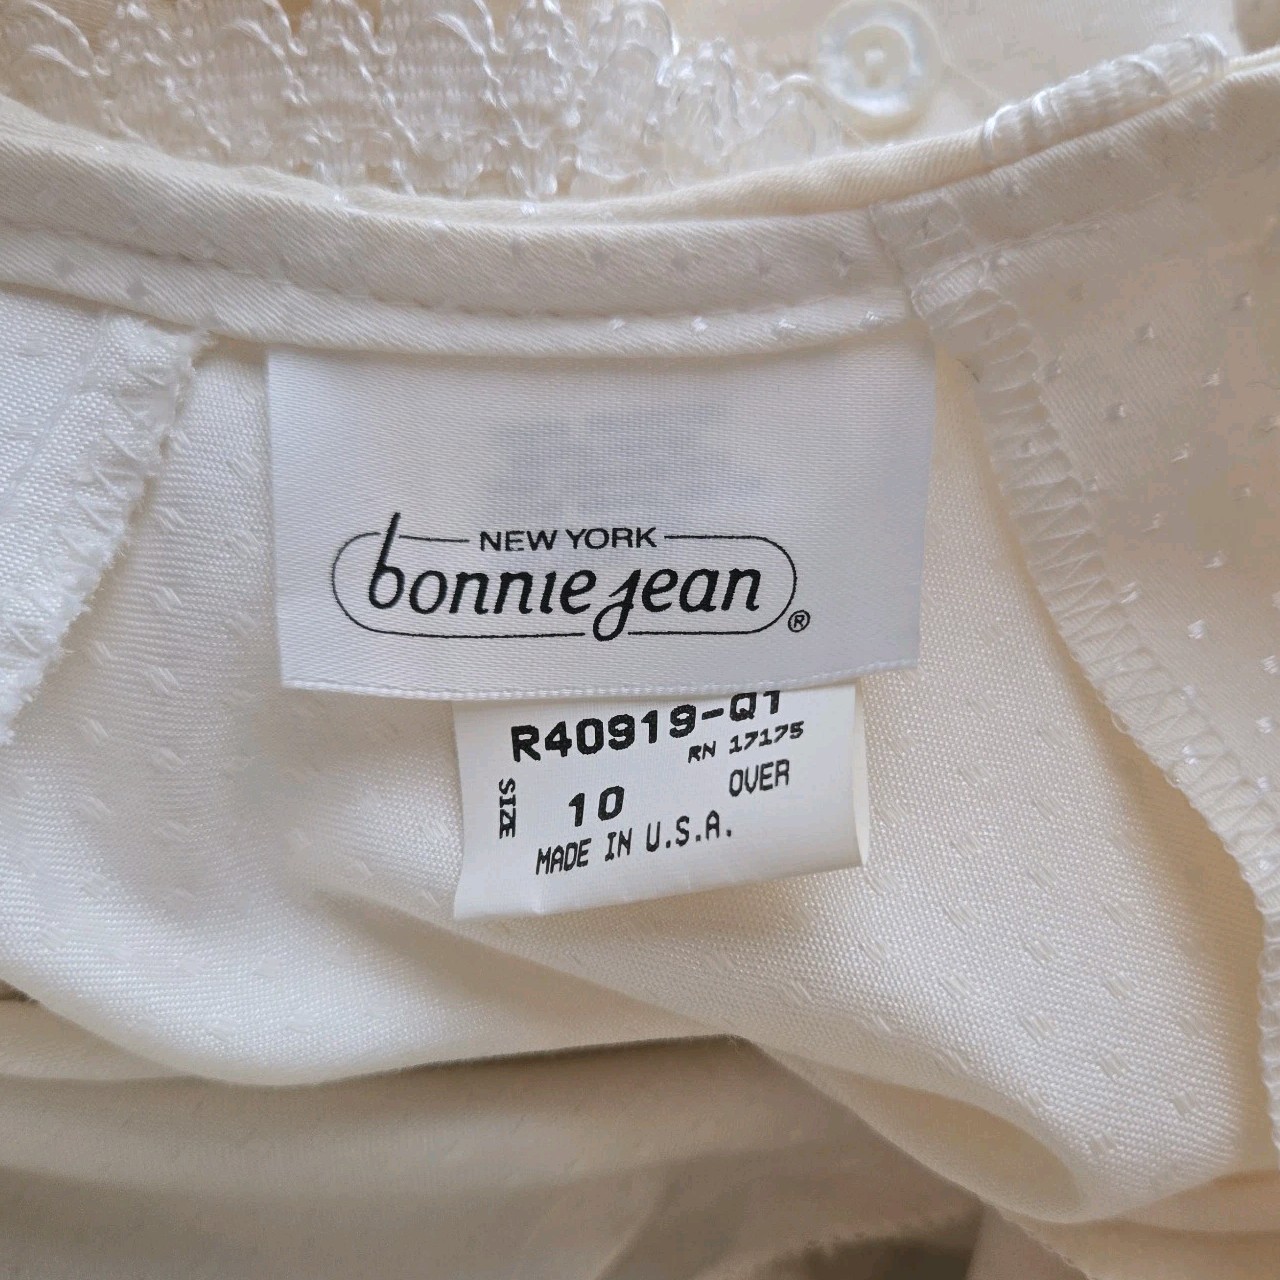 NEW YORK
bonnie jean ®
R40919-Q1
RN 17175
SIZE 10 OVER
MADE IN U.S.A.